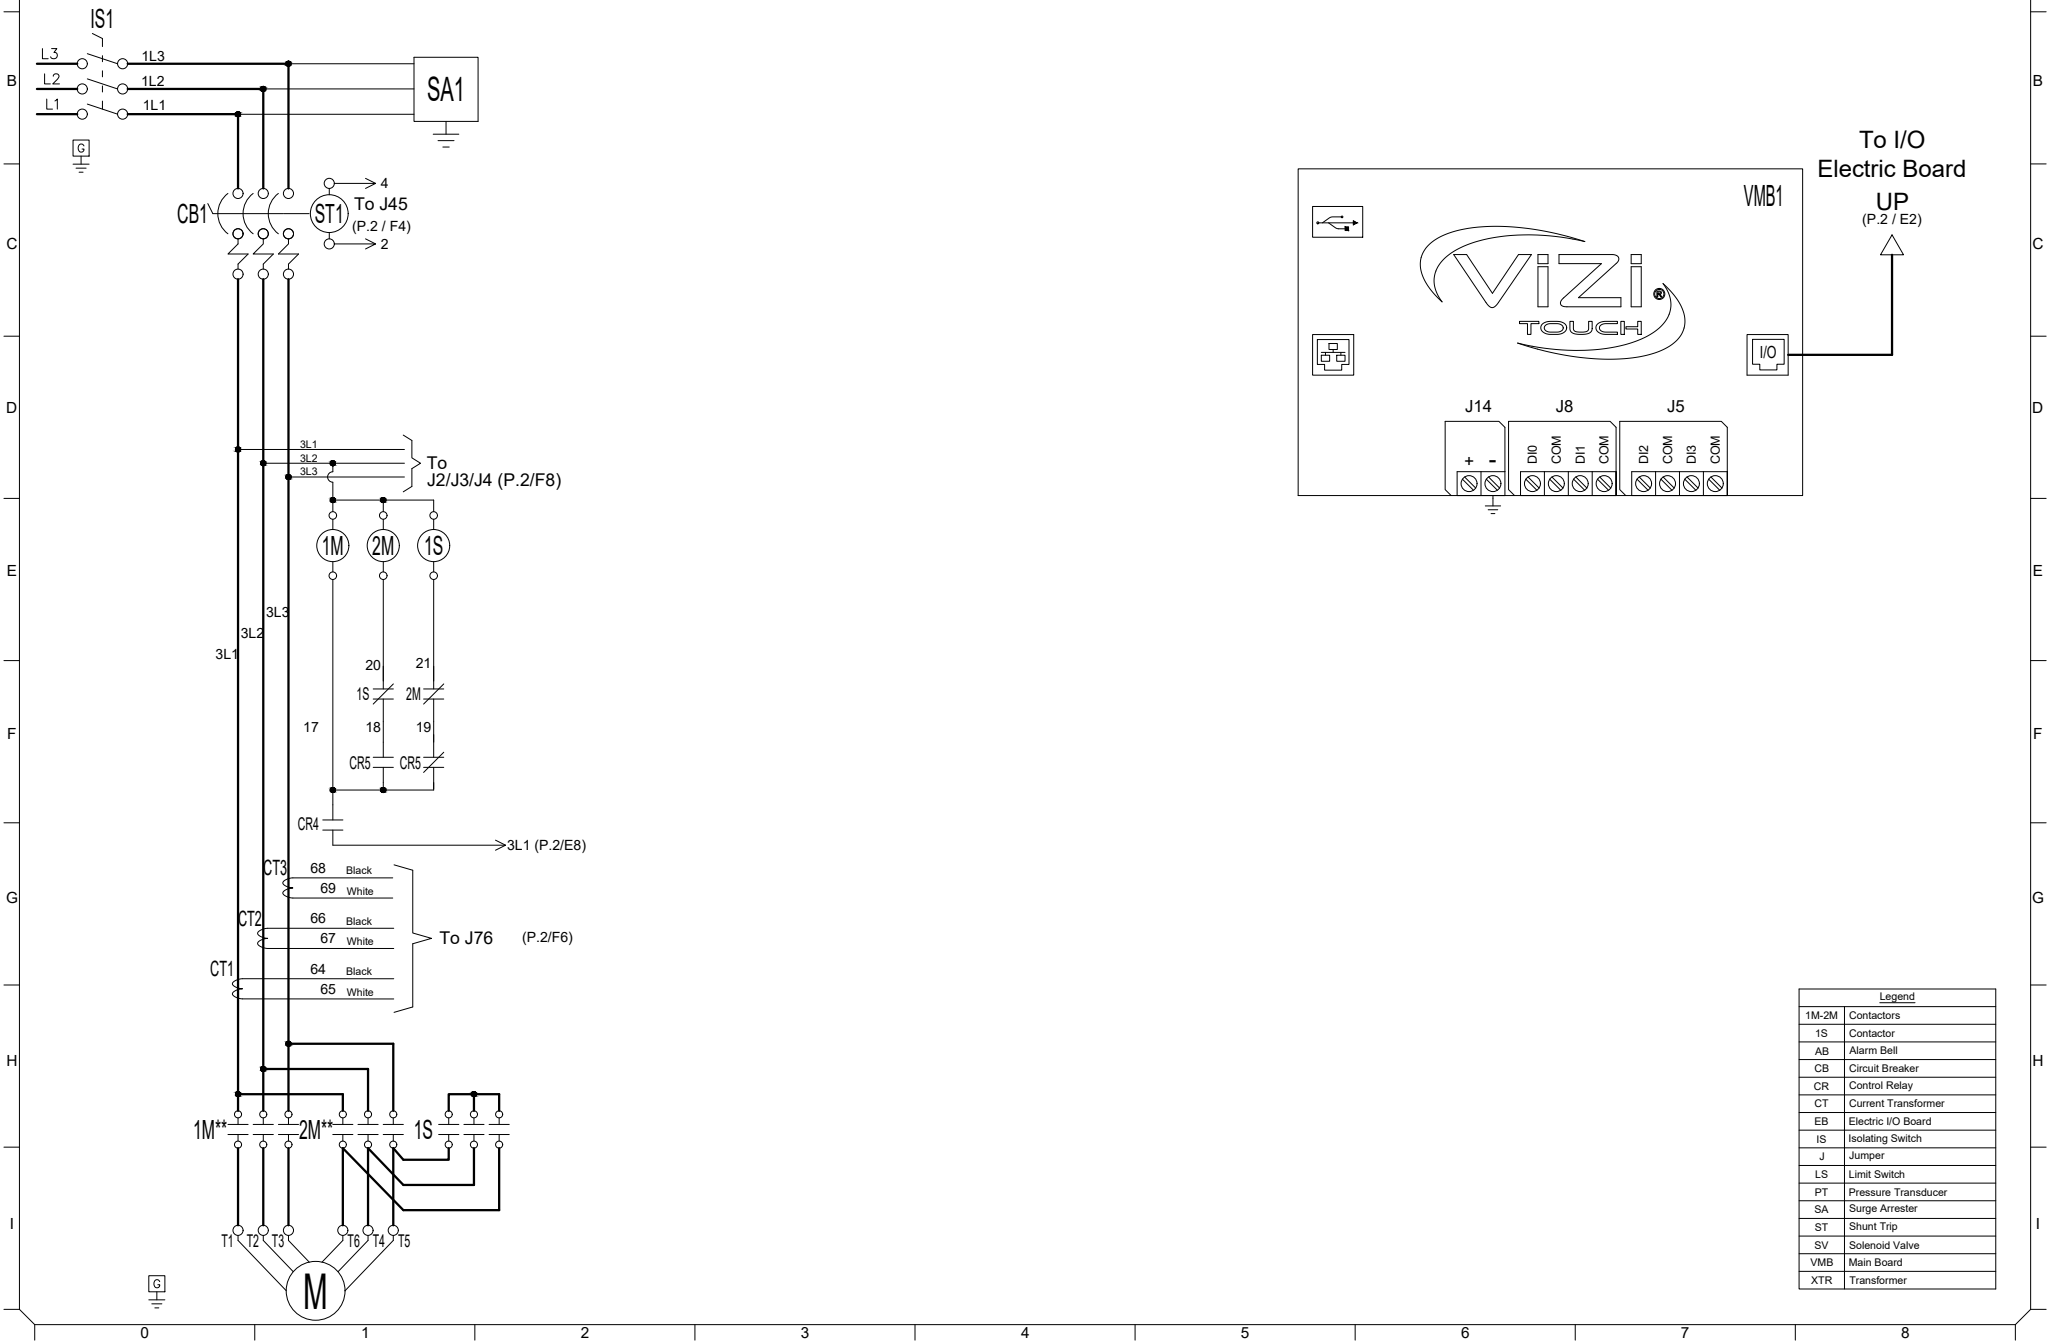 IS1
L3
1L3
L2
1L2
L1
1L1
SA1
B
B
G
To I/O
Electric Board
UP
(P.2 / E2)
VMB1
4
CB1
ST1
To J45
(P.2 / F4)
2
C
C
ViZi
®
TOUCH
I/O
D
D
J14
J8
J5
+
-
DI0
COM
DI1
COM
DI2
COM
DI3
COM
3L1
3L2
3L3
To
J2/J3/J4 (P.2/F8)
1M
2M
1S
E
E
3L3
3L2
3L1
20
21
1S
2M
17
18
19
F
F
CR5
CR5
CR4
3L1 (P.2/E8)
CT3
68
Black
69
White
G
G
CT2
66
Black
67
White
To J76
(P.2/F6)
CT1
64
Black
65
White
H
H
1M**
2M**
1S
I
I
T1
T2
T3
T6
T4
T5
M
G
Legend
1M-2M Contactors
1S Contactor
AB Alarm Bell
CB Circuit Breaker
CR Control Relay
CT Current Transformer
EB Electric I/O Board
IS Isolating Switch
J Jumper
LS Limit Switch
PT Pressure Transducer
SA Surge Arrester
ST Shunt Trip
SV Solenoid Valve
VMB Main Board
XTR Transformer
0
1
2
3
4
5
6
7
8